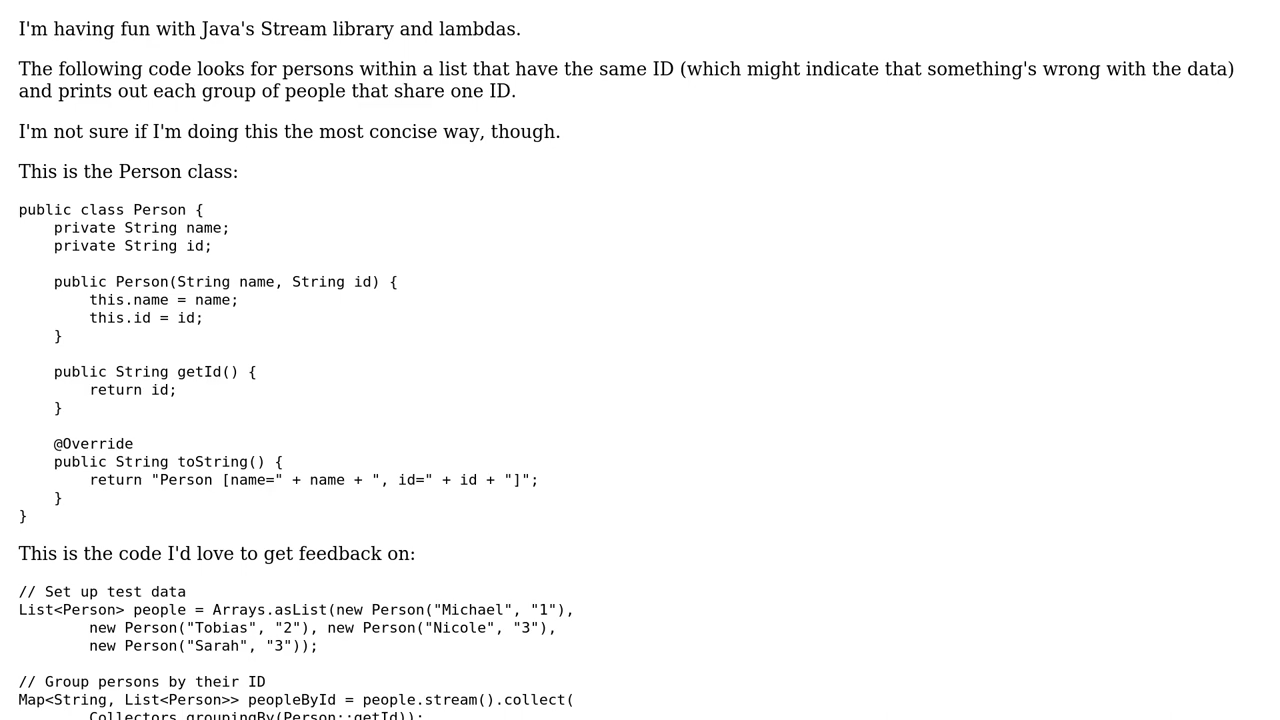 I'm having fun with Java's Stream library and lambdas.
The following code looks for persons within a list that have the same ID (which might indicate that something's wrong with the data)
and prints out each group of people that share one ID.
I'm not sure if I'm doing this the most concise way, though.
This is the Person class:
public class Person {
    private String name;
    private String id;

    public Person(String name, String id) {
        this.name = name;
        this.id = id;
    }

    public String getId() {
        return id;
    }

    @Override
    public String toString() {
        return "Person [name=" + name + ", id=" + id + "]";
    }
}
This is the code I'd love to get feedback on:
// Set up test data
List<Person> people = Arrays.asList(new Person("Michael", "1"),
        new Person("Tobias", "2"), new Person("Nicole", "3"),
        new Person("Sarah", "3"));

// Group persons by their ID
Map<String, List<Person>> peopleById = people.stream().collect(
        Collectors.groupingBy(Person::getId));